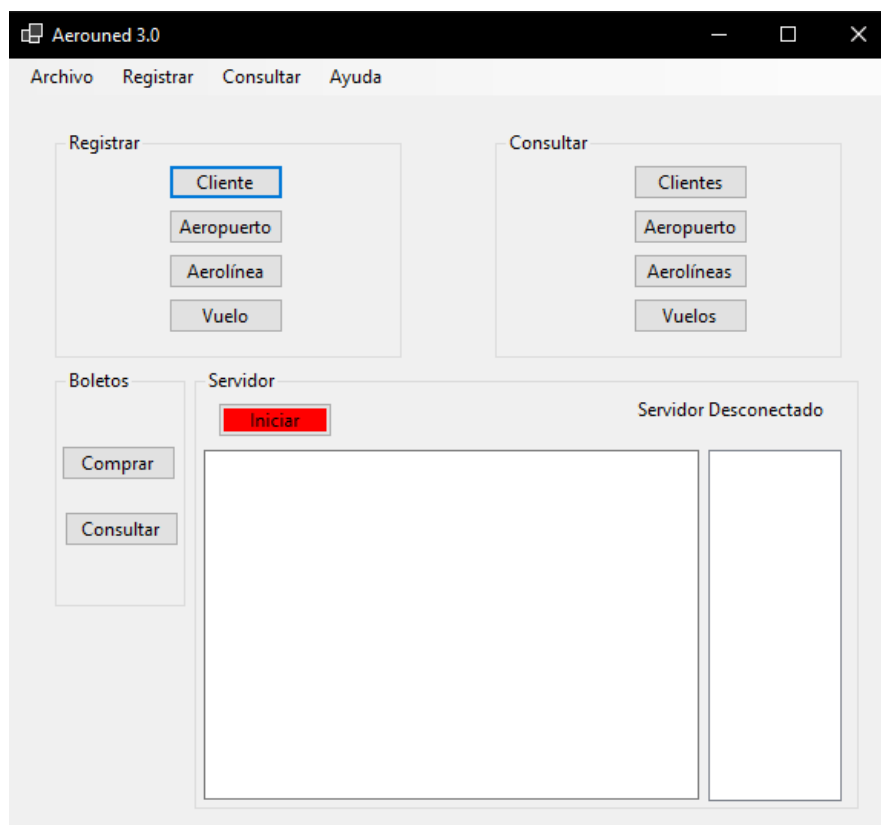 Aerouned 3.0
Archivo Registrar Consultar Ayuda
Registrar
Cliente
Aeropuerto
Aerolínea
Vuelo
Consultar
Clientes
Aeropuerto
Aerolíneas
Vuelos
Boletos
Comprar
Consultar
Servidor
Iniciar
Servidor Desconectado